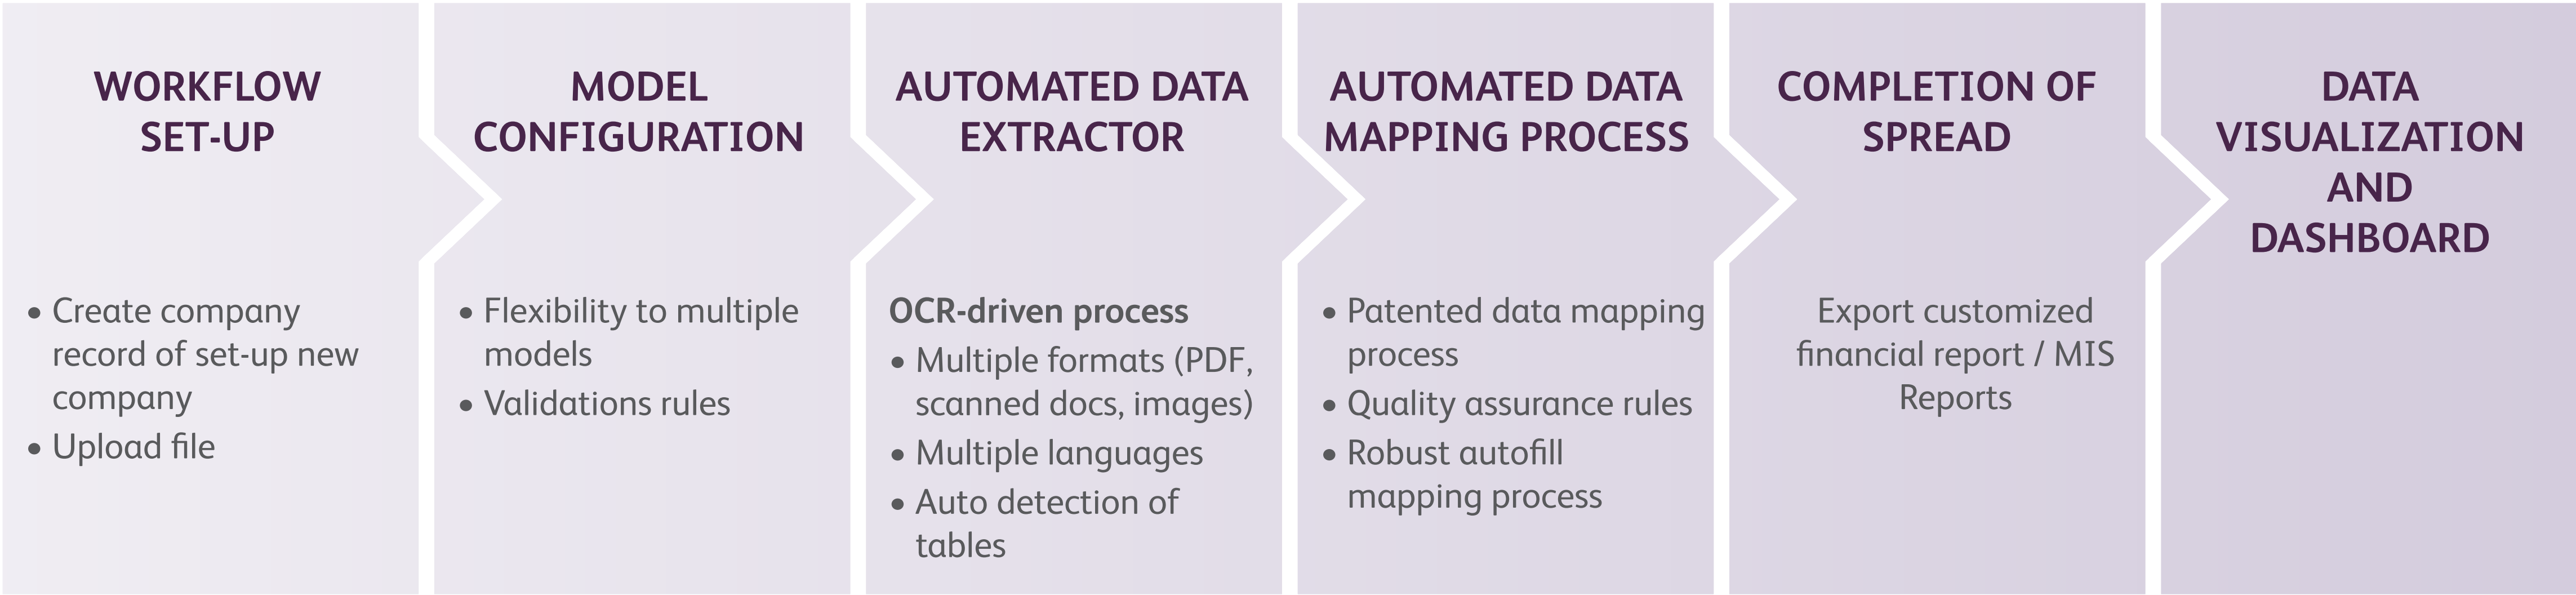 WORKFLOW
SET-UP
• Create company
record of set-up new
company
• Upload file
MODEL
CONFIGURATION
• Flexibility to multiple
models
• Validations rules
AUTOMATED DATA
EXTRACTOR
OCR-driven process
• Multiple formats (PDF,
scanned docs, images)
• Multiple languages
• Auto detection of
tables
AUTOMATED DATA
MAPPING PROCESS
• Patented data mapping
process
• Quality assurance rules
• Robust autofill
mapping process
COMPLETION OF
SPREAD
Export customized
financial report / MIS
Reports
DATA
VISUALIZATION
AND
DASHBOARD